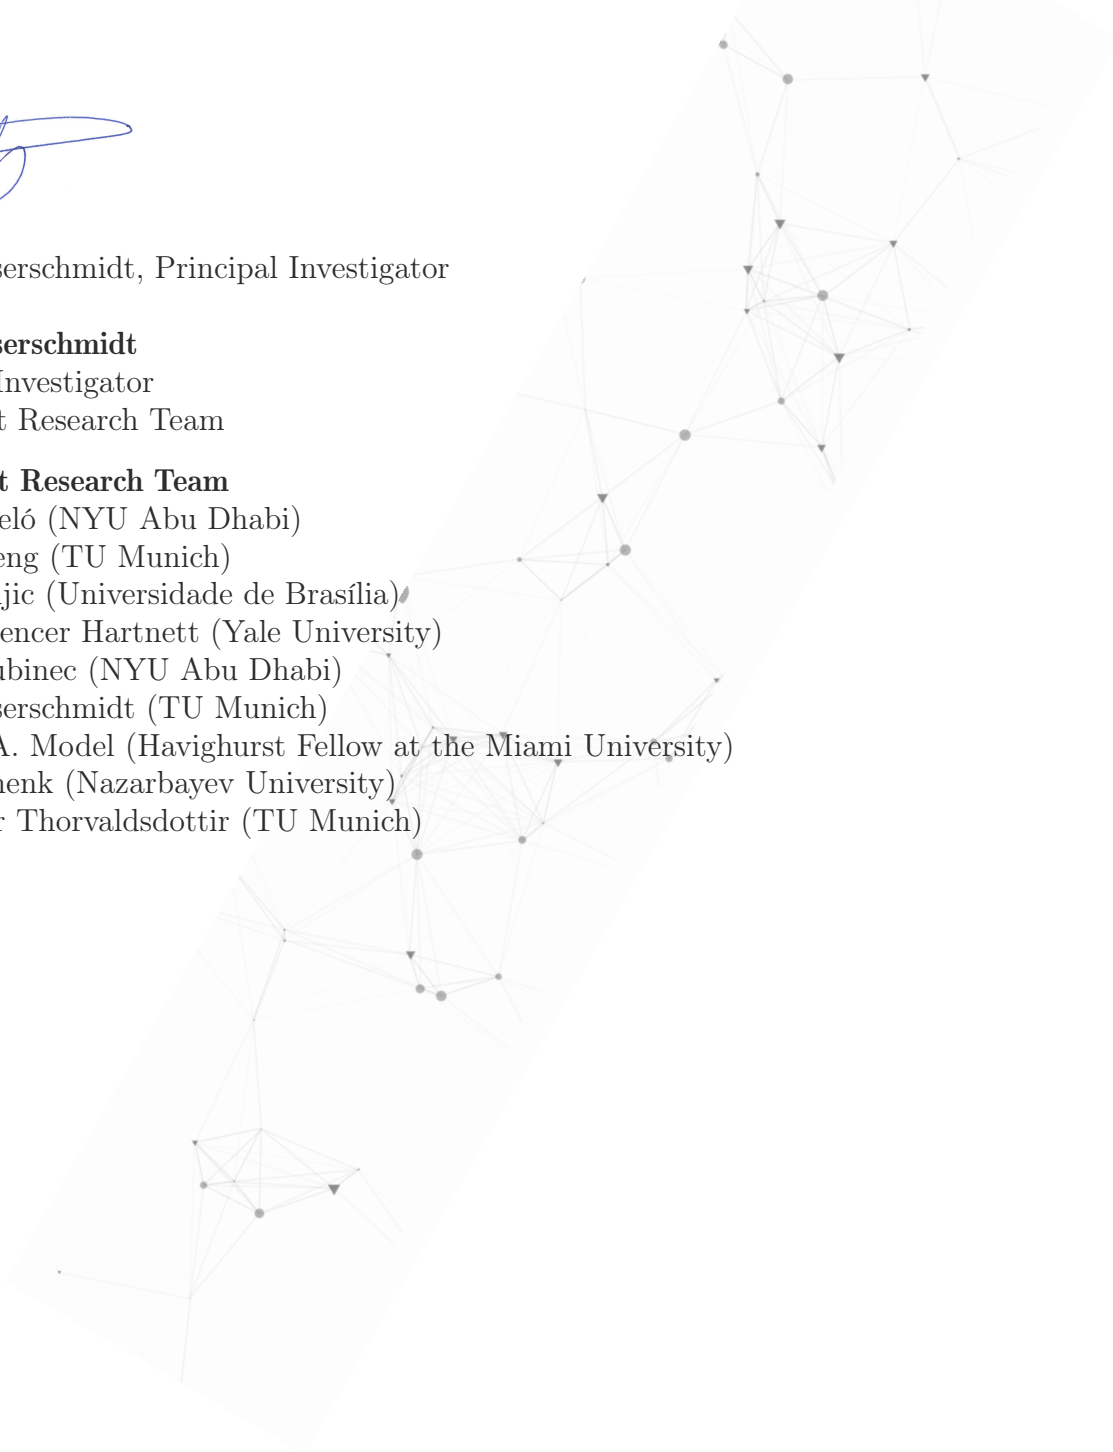 serschmidt, Principal Investigator
serschmidt
Investigator
t Research Team
t Research Team
eló (NYU Abu Dhabi)
eng (TU Munich)
jic (Universidade de Brasília)
encer Hartnett (Yale University)
ubinec (NYU Abu Dhabi)
serschmidt (TU Munich)
A. Model (Havighurst Fellow at the Miami University)
henk (Nazarbayev University)
r Thorvaldsdottir (TU Munich)